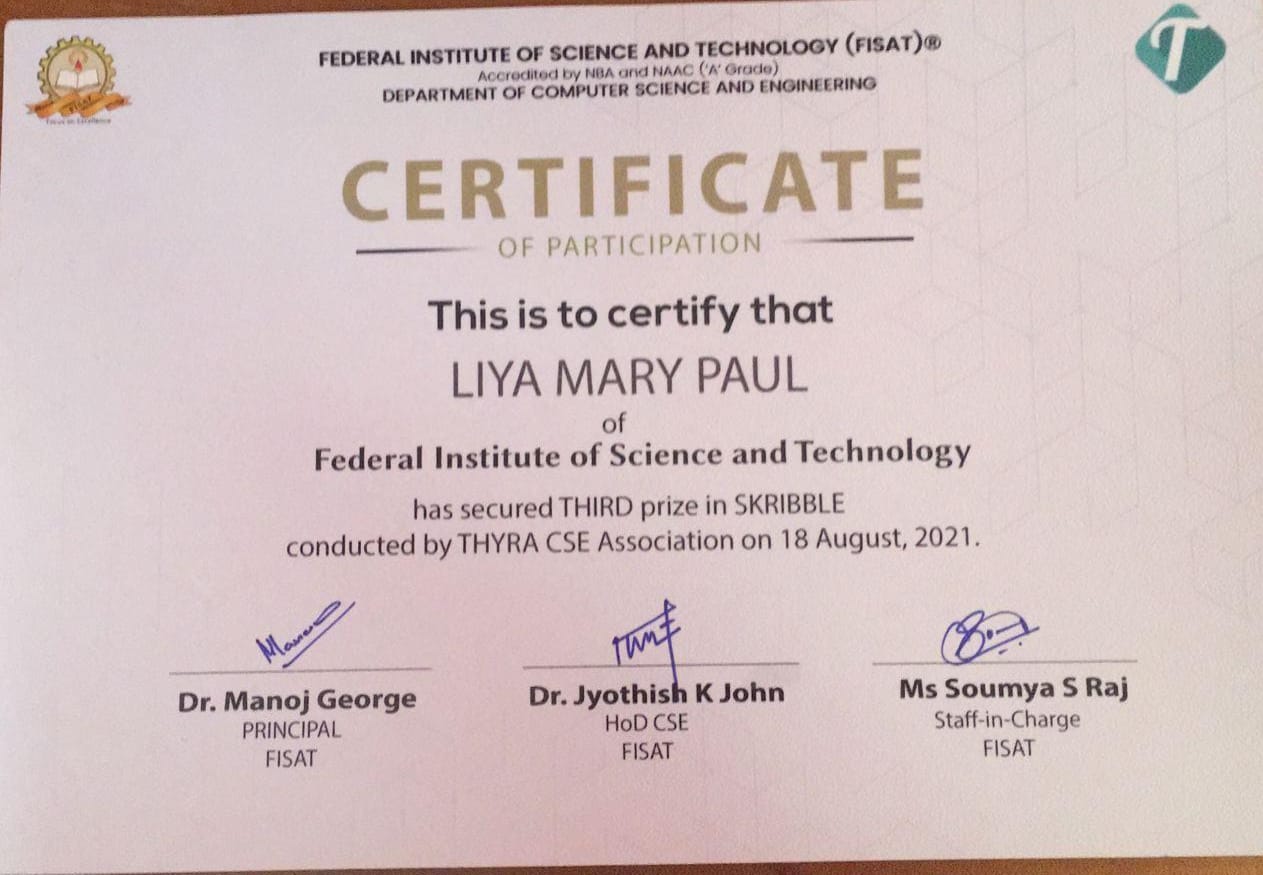 FEDERAL INSTITUTE OF SCIENCE AND TECHNOLOGY (FISAT)®
Accredited by NBA and NAAC ('A' Grade)
DEPARTMENT OF COMPUTER SCIENCE AND ENGINEERING
FISAT
Focus on Excellence
T
CERTIFICATE
OF PARTICIPATION
This is to certify that
LIYA MARY PAUL
of
Federal Institute of Science and Technology
has secured THIRD prize in SKRIBBLE
conducted by THYRA CSE Association on 18 August, 2021.
Dr. Manoj George
PRINCIPAL
FISAT
Dr. Jyothish K John
HoD CSE
FISAT
Ms Soumya S Raj
Staff-in-Charge
FISAT